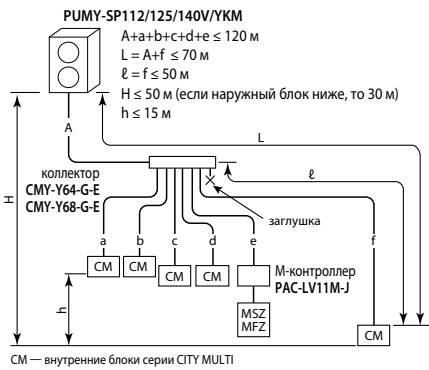 PUMY-SP112/125/140V/YKM
A+a+b+c+d+e ≤ 120 м
L = A+f ≤ 70 м
ℓ = f ≤ 50 м
H ≤ 50 м (если наружный блок ниже, то 30 м)
h ≤ 15 м
A
L
H
коллектор
CMY-Y64-G-E
CMY-Y68-G-E
ℓ
заглушка
a
b
c
d
e
f
CM
CM
CM
CM
М-контроллер
PAC-LV11M-J
h
MSZ
MFZ
CM
CM — внутренние блоки серии CITY MULTI